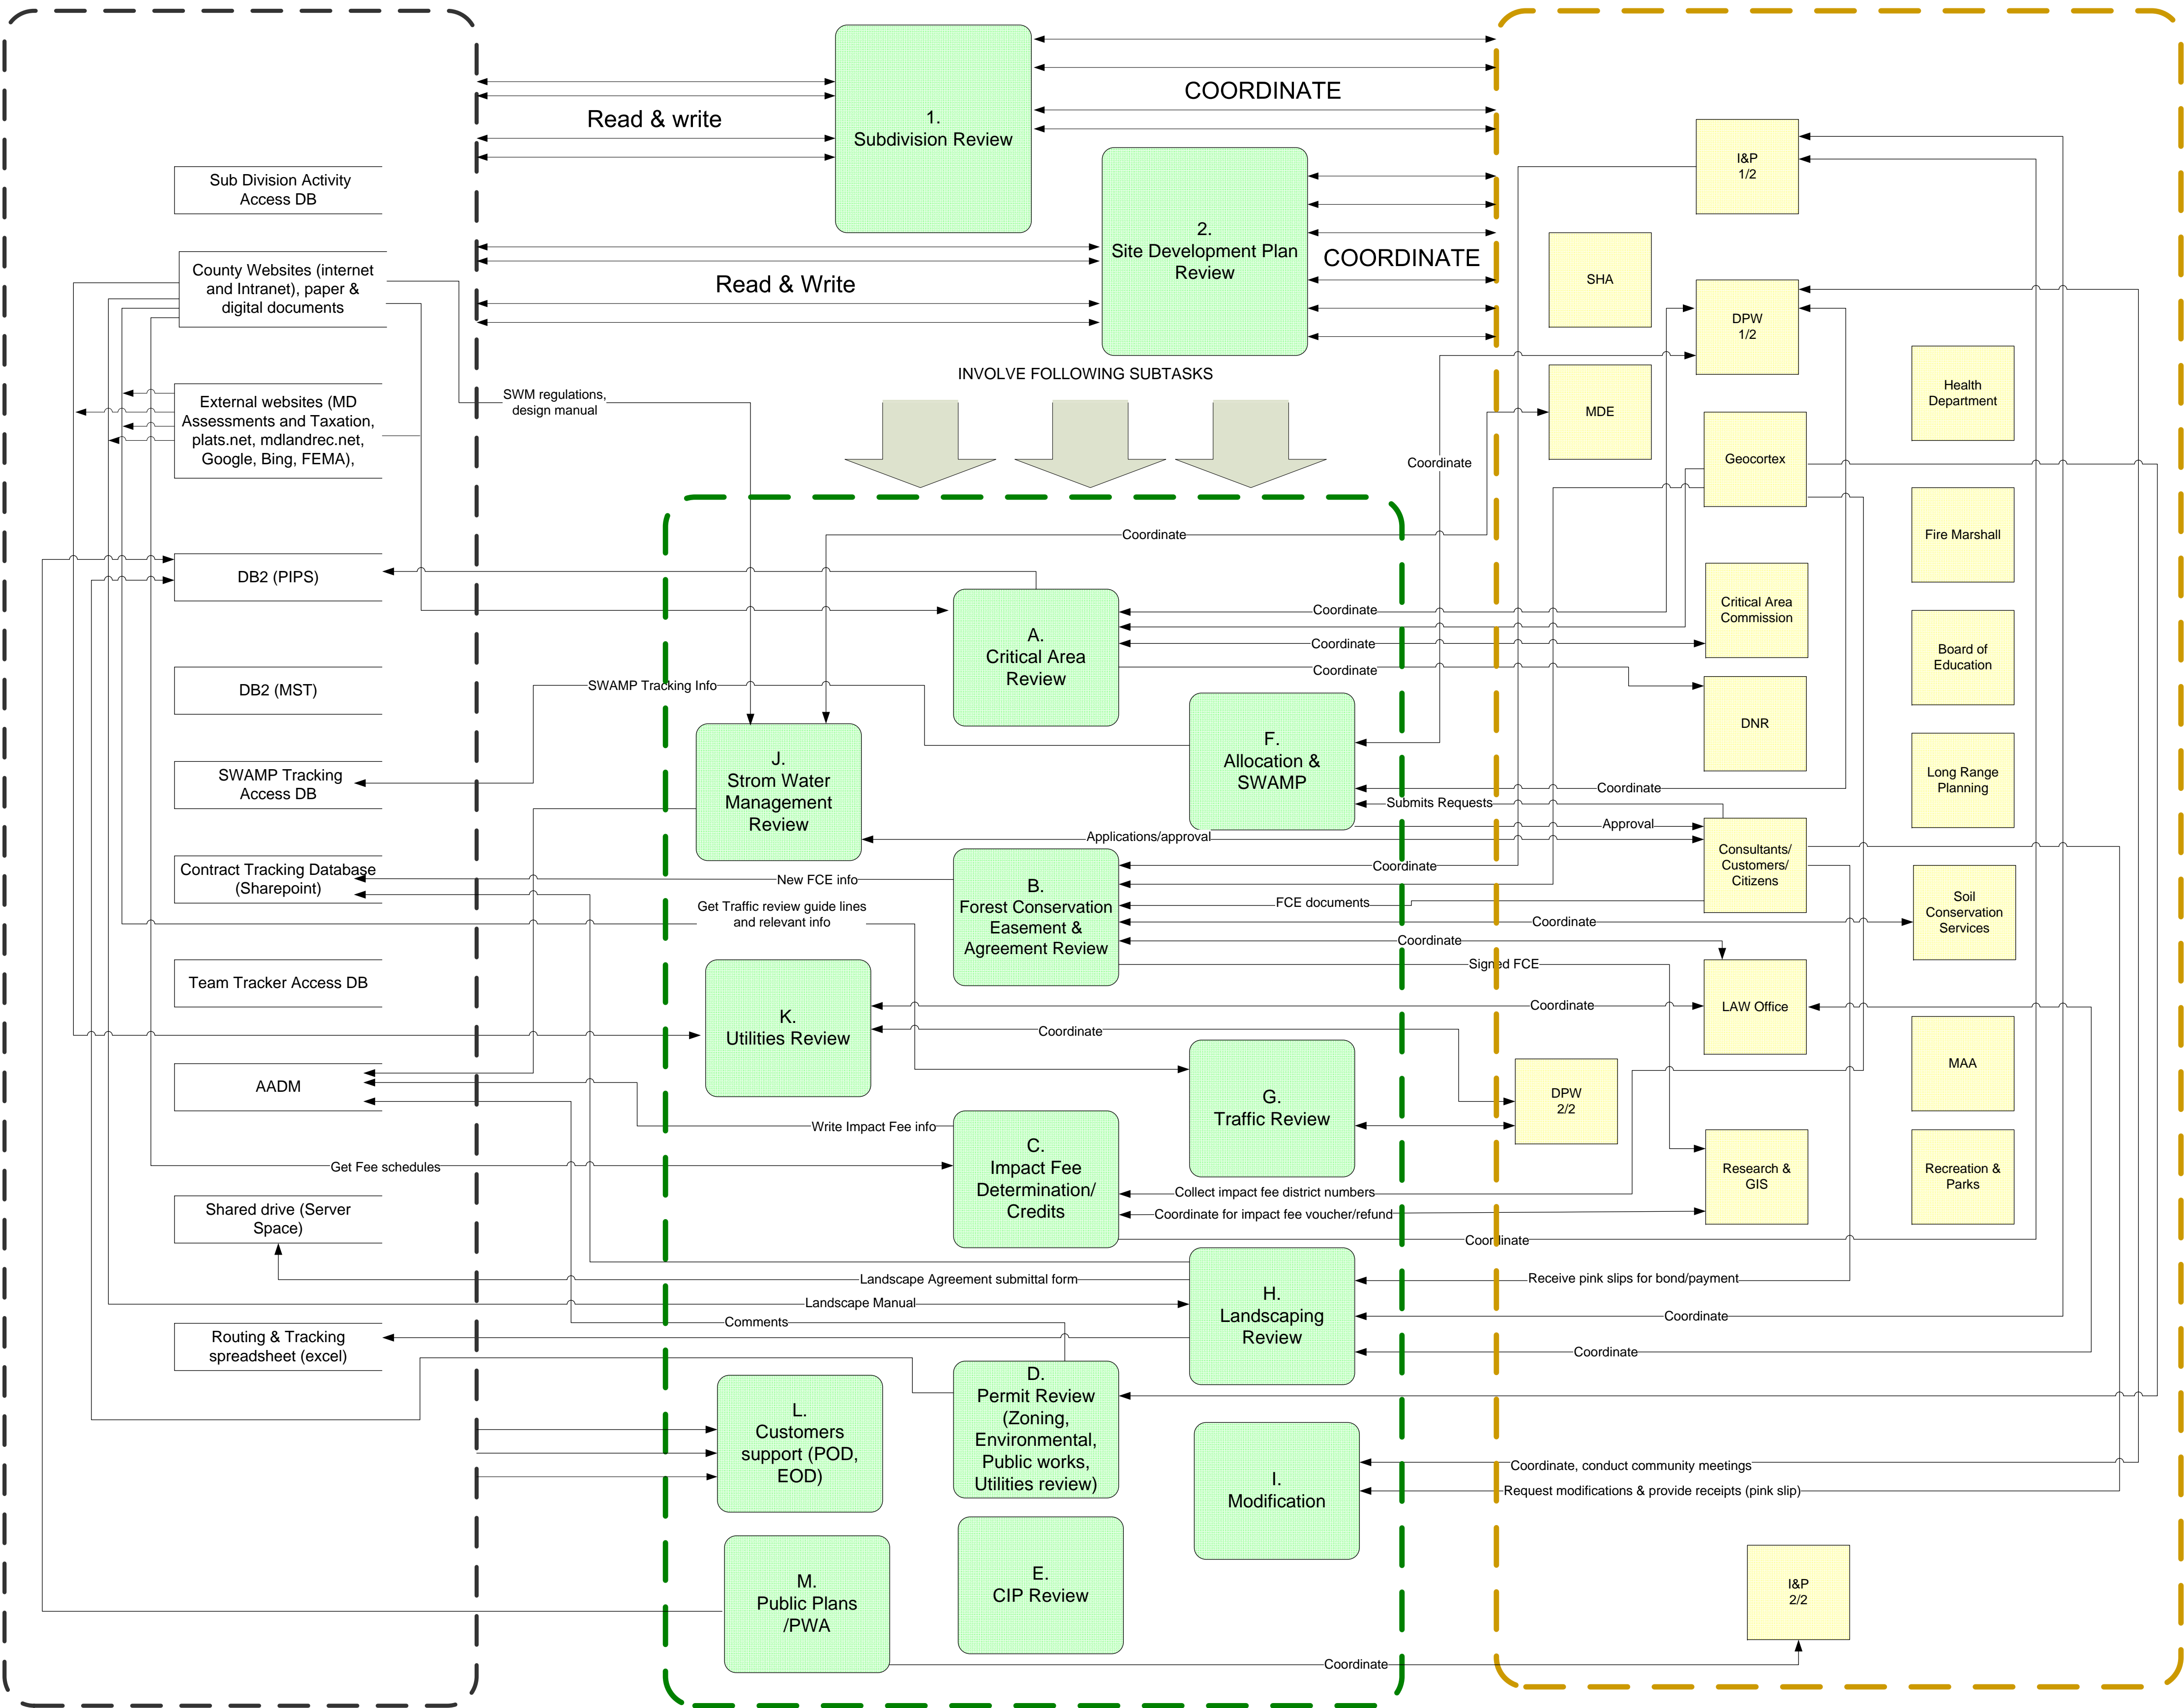 1.
Subdivision Review
COORDINATE
Read & write
2.
Site Development Plan
Review
COORDINATE
Read & Write
INVOLVE FOLLOWING SUBTASKS
Sub Division Activity
Access DB
County Websites (internet
and Intranet), paper &
digital documents
External websites (MD
Assessments and Taxation,
plats.net, mdlandrec.net,
Google, Bing, FEMA),
DB2 (PIPS)
DB2 (MST)
SWAMP Tracking
Access DB
Contract Tracking Database
(Sharepoint)
Team Tracker Access DB
AADM
Shared drive (Server
Space)
Routing & Tracking
spreadsheet (excel)
SWM regulations,
design manual
SWAMP Tracking Info
New FCE info
Get Traffic review guide lines
and relevant info
Write Impact Fee info
Get Fee schedules
Landscape Agreement submittal form
Landscape Manual
Comments
A.
Critical Area
Review
F.
Allocation &
SWAMP
J.
Strom Water
Management
Review
B.
Forest Conservation
Easement &
Agreement Review
K.
Utilities Review
G.
Traffic Review
C.
Impact Fee
Determination/
Credits
H.
Landscaping
Review
D.
Permit Review
(Zoning,
Environmental,
Public works,
Utilities review)
L.
Customers
support (POD,
EOD)
I.
Modification
E.
CIP Review
M.
Public Plans
/PWA
Coordinate
Coordinate
Coordinate
Coordinate
Coordinate
Coordinate
Submits Requests
Approval
Applications/approval
Coordinate
FCE documents
Coordinate
Coordinate
Signed FCE
Coordinate
Coordinate
Collect impact fee district numbers
Coordinate for impact fee voucher/refund
Coordinate
Receive pink slips for bond/payment
Coordinate
Coordinate
Coordinate, conduct community meetings
Request modifications & provide receipts (pink slip)
Coordinate
I&P
1/2
SHA
DPW
1/2
MDE
Health
Department
Geocortex
Fire Marshall
Critical Area
Commission
Board of
Education
DNR
Long Range
Planning
Consultants/
Customers/
Citizens
Soil
Conservation
Services
LAW Office
MAA
DPW
2/2
Research &
GIS
Recreation &
Parks
I&P
2/2